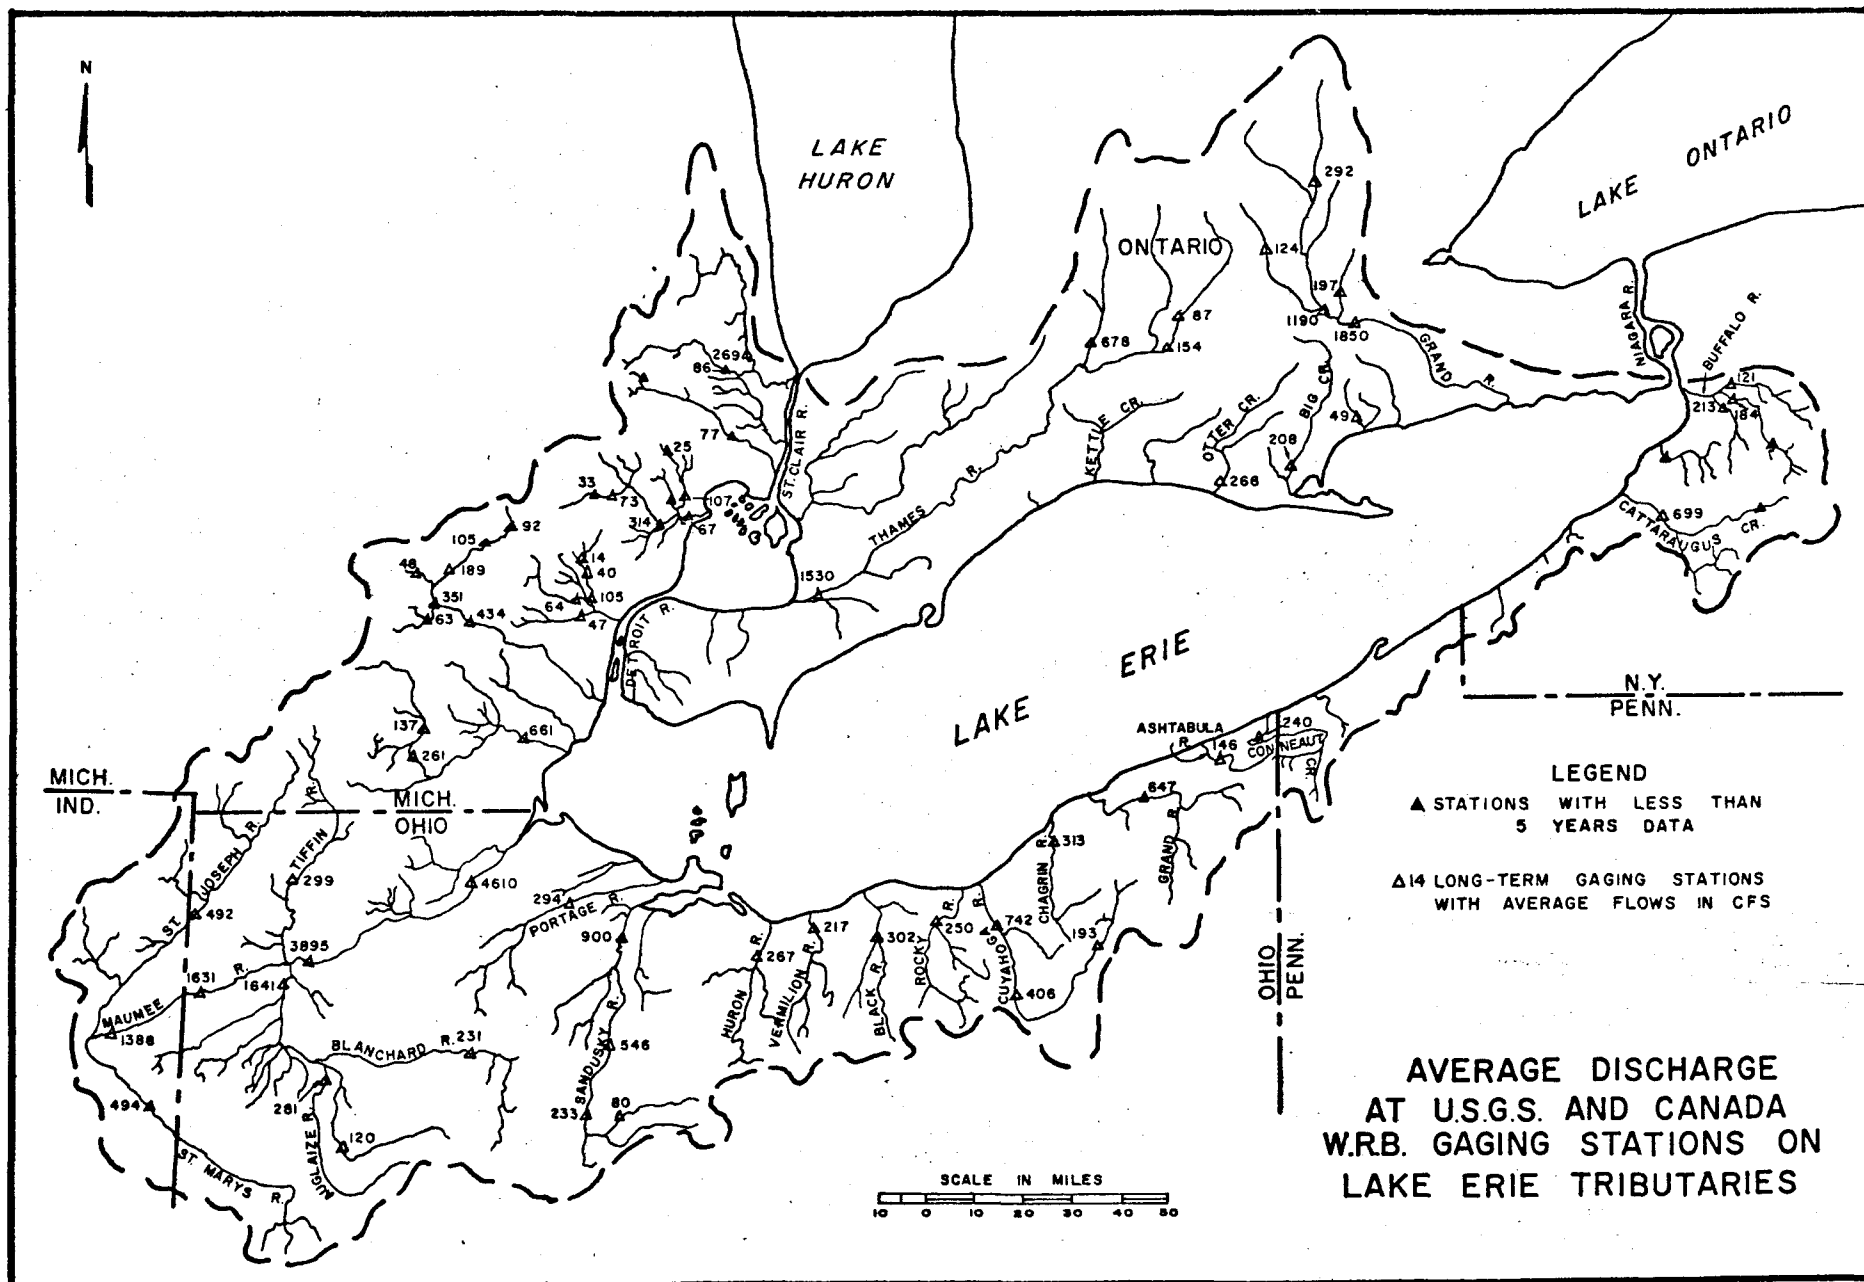 N
LAKE
HURON
LAKE ONTARIO
ONTARIO
292
124
197
1190
1850
GRAND R.
87
154
678
NIAGARA R.
BUFFALO R.
121
213
184
269
86
77
25
33
73
107
314
67
ST. CLAIR R.
92
105
48
189
351
63
434
14
40
64
105
47
DETROIT R.
1530
THAMES R.
KETTLE CR.
OTTER CR.
BIG CR.
49
208
266
699
CATTARAUGUS CR.
LAKE ERIE
137
261
661
MICH.
IND.
MICH.
OHIO
N.Y.
PENN.
ASHTABULA
R.
146
240
CONNEAUT
CR.
647
GRAND R.
313
CHAGRIN R.
LEGEND
STATIONS WITH LESS THAN
5 YEARS DATA
14 LONG-TERM GAGING STATIONS
WITH AVERAGE FLOWS IN CFS
ST. JOSEPH R.
TIFFIN R.
299
492
4610
294
PORTAGE R.
900
3895
1631
1641
MAUMEE R.
1388
BLANCHARD R.
231
494
281
120
ST. MARYS R.
AUGLAIZE R.
SANDUSKY R.
546
233
80
HURON R.
267
VERMILION R.
217
BLACK R.
302
ROCKY R.
250
CUYAHOGA R.
742
406
193
OHIO
PENN.
SCALE IN MILES
10 0 10 20 30 40 50
AVERAGE DISCHARGE
AT U.S.G.S. AND CANADA
W.R.B. GAGING STATIONS ON
LAKE ERIE TRIBUTARIES